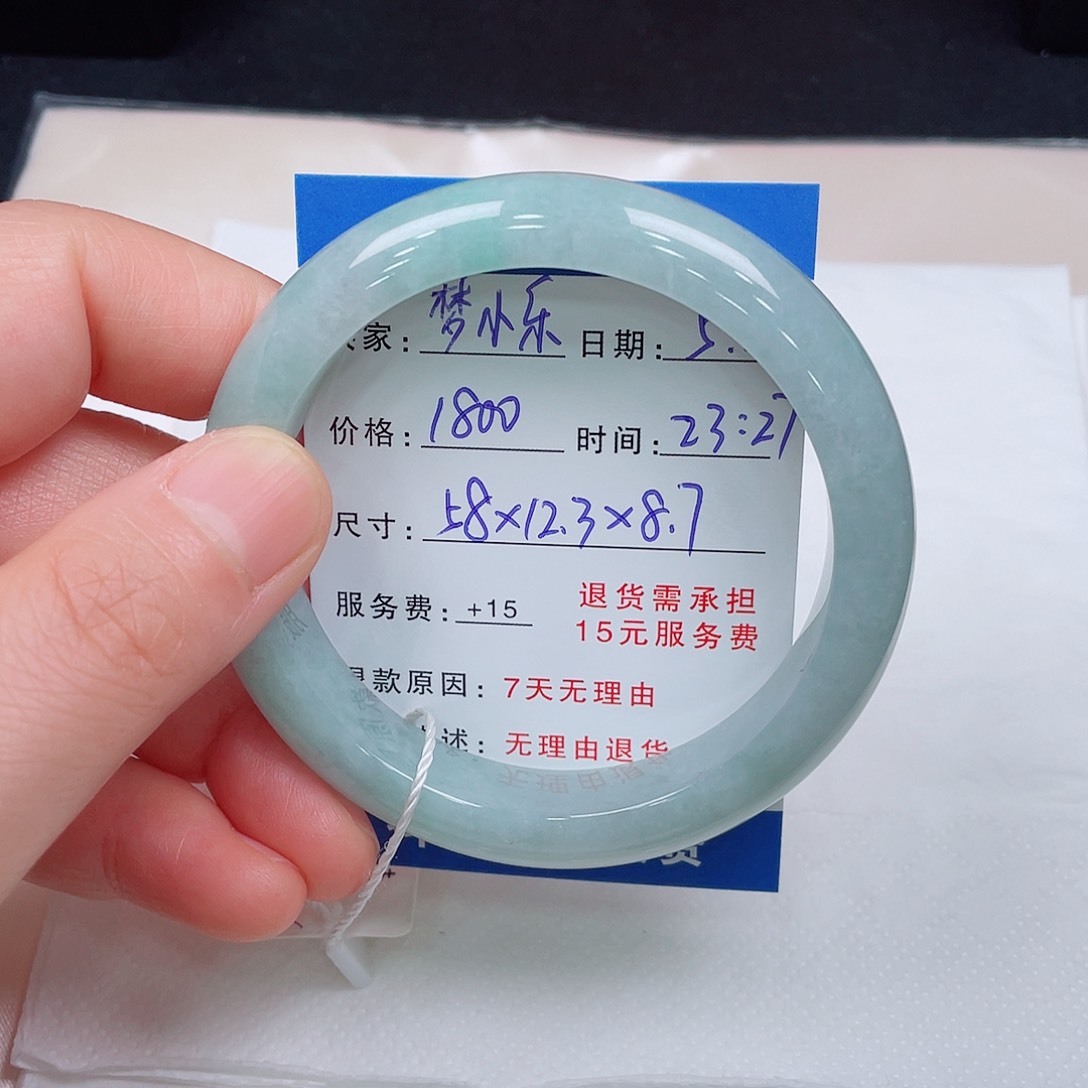 家：梦小乐 日期：5.
价格：1800 时间：23:27
尺寸：58×12.3×8.7
服务费：+15 退货需承担
15元服务费
款原因：7天无理由
述：无理由退货